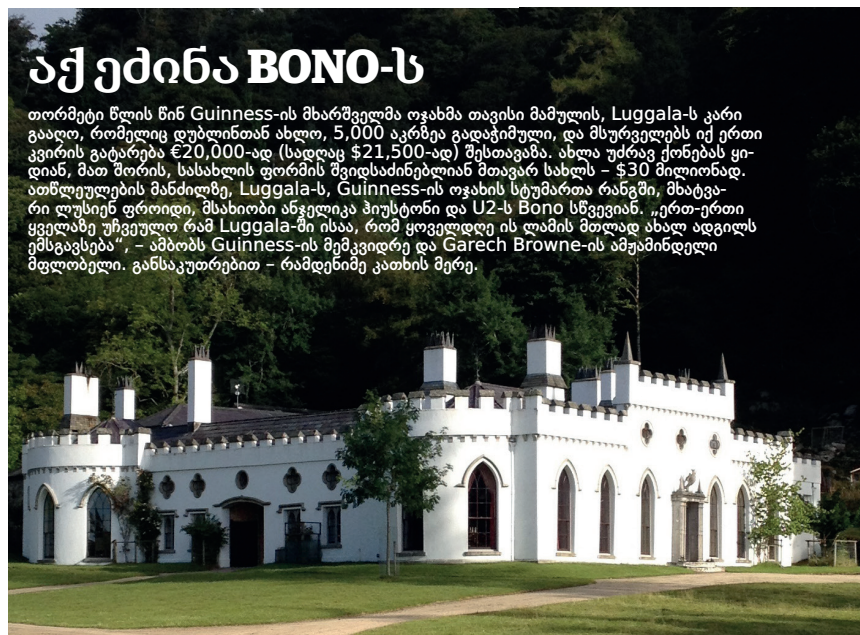 აქ ეძინა BONO-ს
თორმეტი წლის წინ Guinness-ის მხარშველმა ოჯახმა თავისი მამულის, Luggala-ს კარი
გააღო, რომელიც დუბლინთან ახლო, 5,000 აკრზეა გადაჭიმული, და მსურველებს იქ ერთი
კვირის გატარება €20,000-ად (სადღაც $21,500-ად) შესთავაზა. ახლა უძრავ ქონებას ყი-
დიან, მათ შორის, სასახლის ფორმის შვიდსაძინებლიან მთავარ სახლს – $30 მილიონად.
ათწლეულების მანძილზე, Luggala-ს, Guinness-ის ოჯახის სტუმართა რანგში, მხატვა-
რი ლუსიენ ფროიდი, მსახიობი ანჯელიკა ჰიუსტონი და U2-ს Bono სწვევიან. „ერთ-ერთი
ყველაზე უჩვეულო რამ Luggala-ში ისაა, რომ ყოველდღე ის ლამის მთლად ახალ ადგილს
ემსგავსება“, – ამბობს Guinness-ის მემკვიდრე და Garech Browne-ის ამჟამინდელი
მფლობელი. განსაკუთრებით – რამდენიმე კათხის მერე.